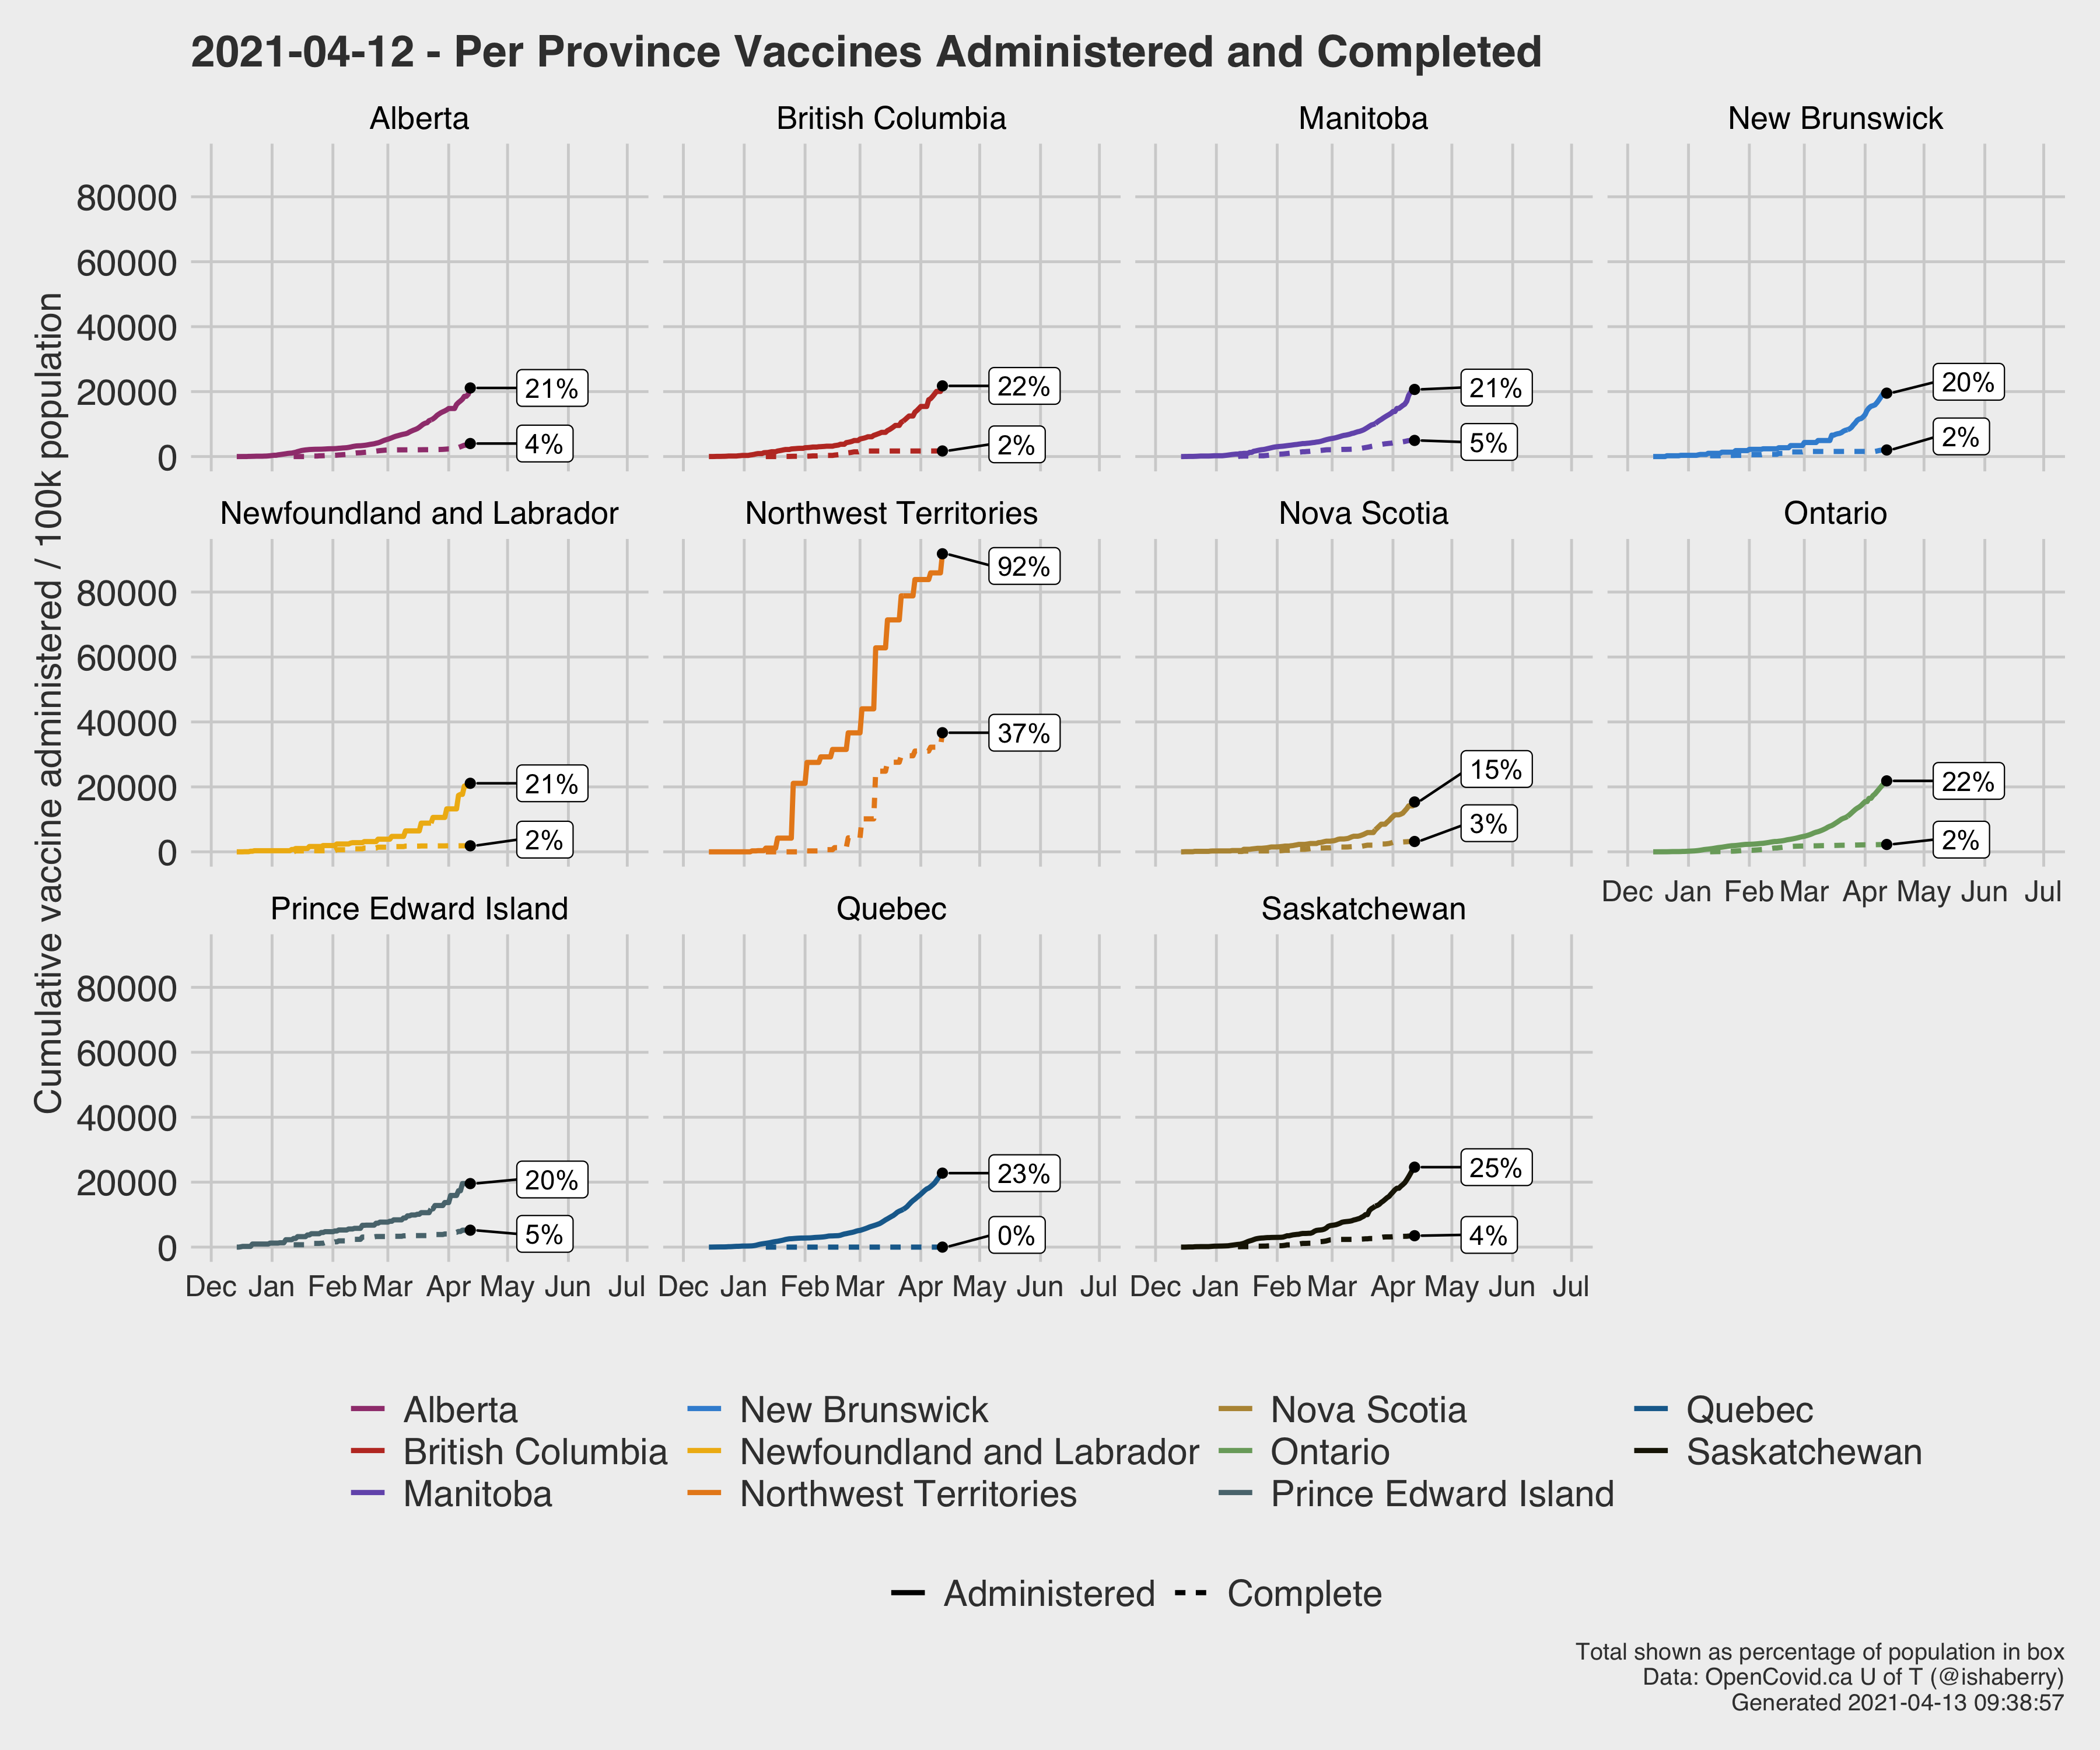 2021-04-12 - Per Province Vaccines Administered and Completed
Cumulative vaccine administered / 100k population
Alberta
British Columbia
Manitoba
New Brunswick
80000
60000
40000
20000
0
21%
4%
22%
2%
21%
5%
20%
2%
Newfoundland and Labrador
Northwest Territories
Nova Scotia
Ontario
80000
60000
40000
20000
0
21%
2%
92%
37%
15%
3%
22%
2%
Dec Jan Feb Mar Apr May Jun Jul
Prince Edward Island
Quebec
Saskatchewan
80000
60000
40000
20000
0
20%
5%
23%
0%
25%
4%
Dec Jan Feb Mar Apr May Jun Jul
Dec Jan Feb Mar Apr May Jun Jul
Dec Jan Feb Mar Apr May Jun Jul
Alberta
British Columbia
Manitoba
New Brunswick
Newfoundland and Labrador
Northwest Territories
Nova Scotia
Ontario
Prince Edward Island
Quebec
Saskatchewan
Administered
Complete
Total shown as percentage of population in box
Data: OpenCovid.ca U of T (@ishaberry)
Generated 2021-04-13 09:38:57